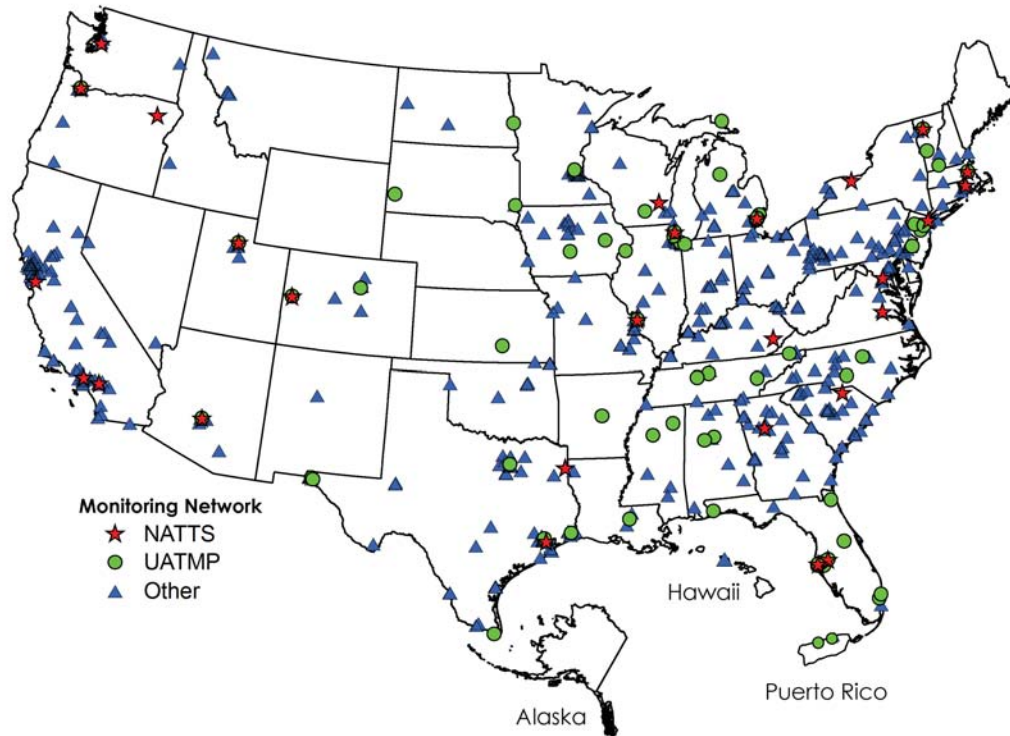 Monitoring Network
NATTS
UATMP
Other
Hawaii
Puerto Rico
Alaska